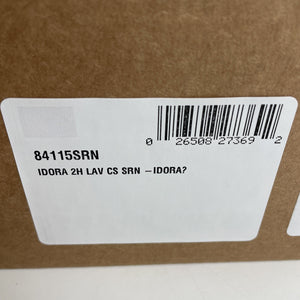 0 26508 27369 2
84115SRN
IDORA 2H LAV CS SRN –IDORA?